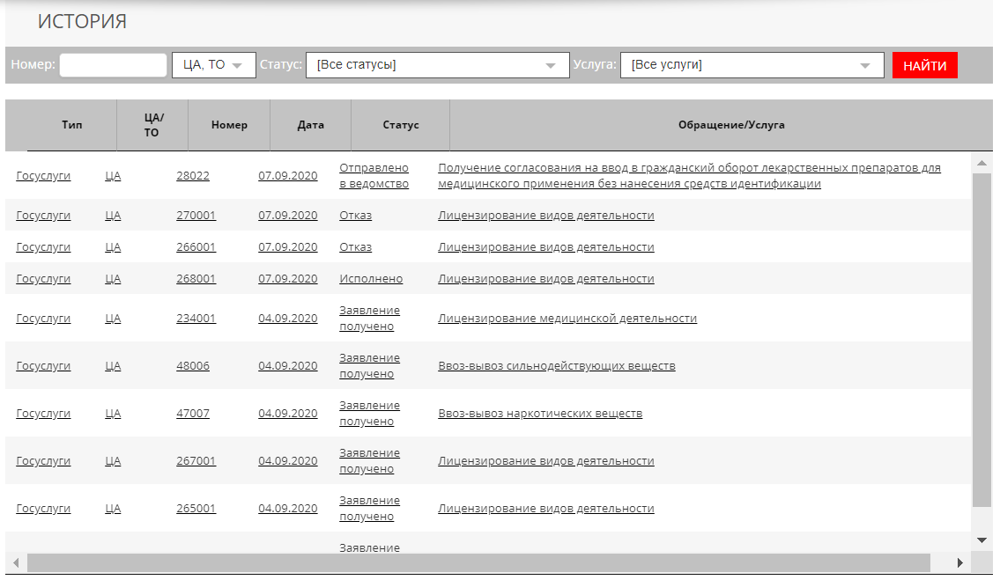 ИСТОРИЯ
Номер: ЦА, ТО Статус: [Все статусы] Услуга: [Все услуги] НАЙТИ
Тип ЦА/ТО Номер Дата Статус Обращение/Услуга
Госуслуги ЦА 28022 07.09.2020 Отправлено в ведомство Получение согласования на ввод в гражданский оборот лекарственных препаратов для
медицинского применения без нанесения средств идентификации
Госуслуги ЦА 270001 07.09.2020 Отказ Лицензирование видов деятельности
Госуслуги ЦА 266001 07.09.2020 Отказ Лицензирование видов деятельности
Госуслуги ЦА 268001 07.09.2020 Исполнено Лицензирование видов деятельности
Госуслуги ЦА 234001 04.09.2020 Заявление получено Лицензирование медицинской деятельности
Госуслуги ЦА 48006 04.09.2020 Заявление получено Ввоз-вывоз сильнодействующих веществ
Госуслуги ЦА 47007 04.09.2020 Заявление получено Ввоз-вывоз наркотических веществ
Госуслуги ЦА 267001 04.09.2020 Заявление получено Лицензирование видов деятельности
Госуслуги ЦА 265001 04.09.2020 Заявление получено Лицензирование видов деятельности
Заявление